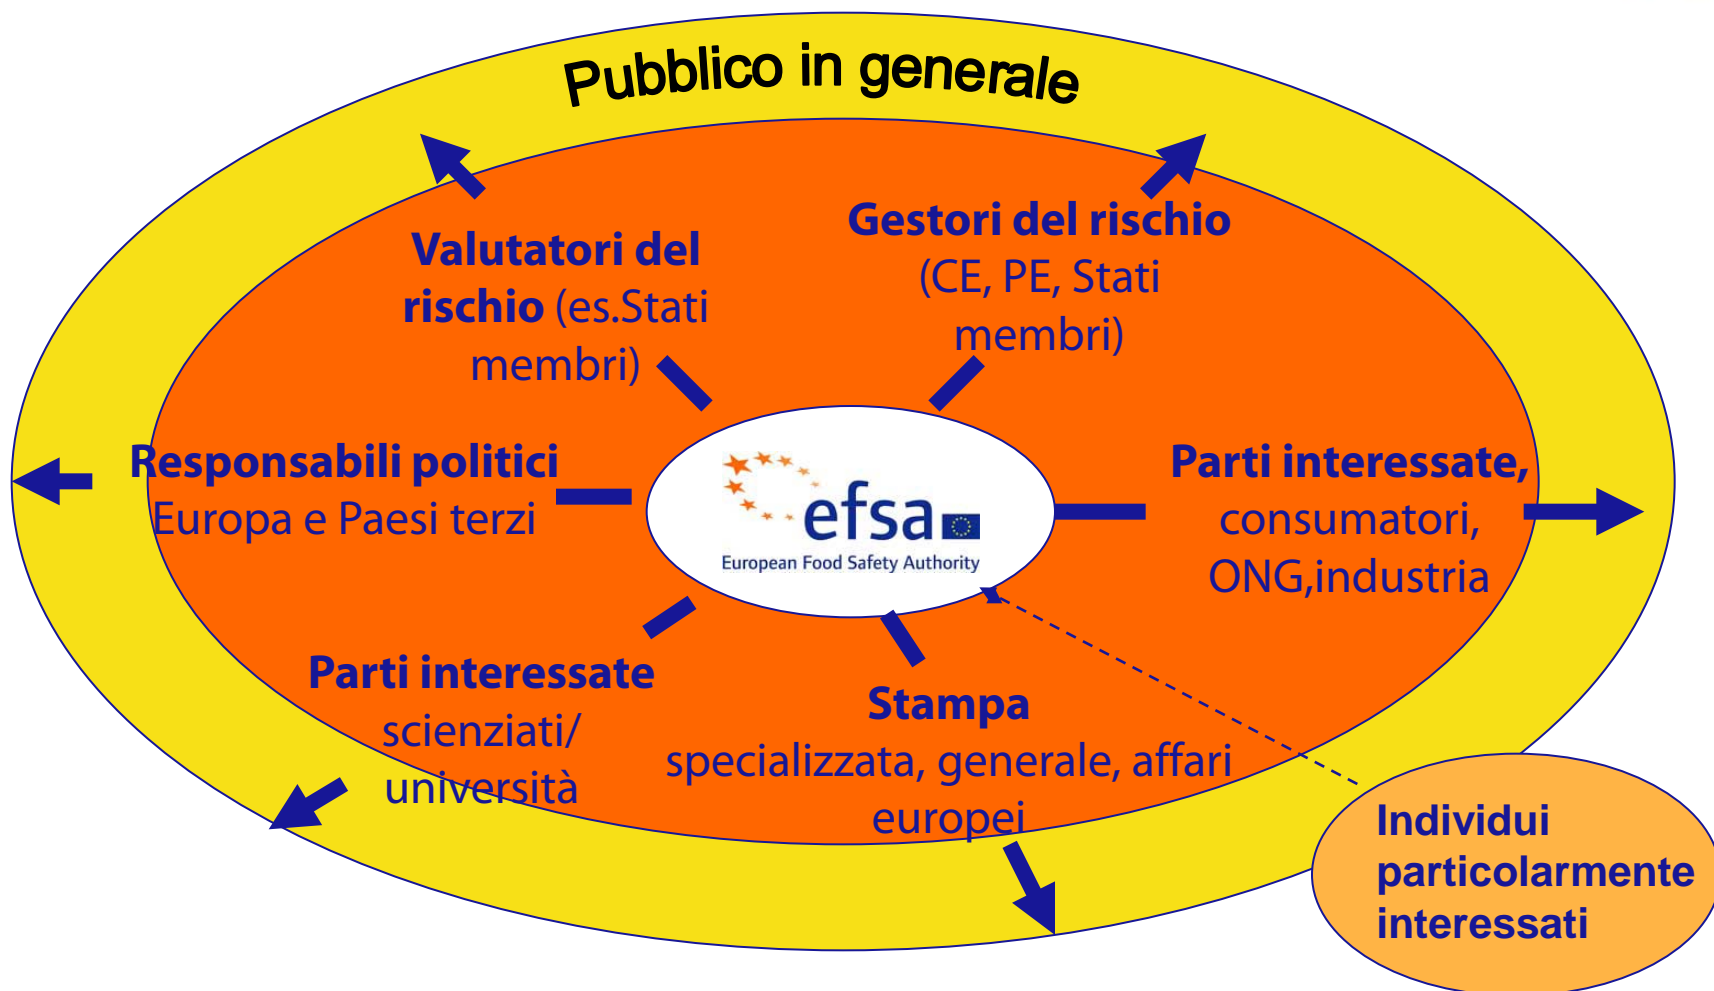 Pubblico in generale
Valutatori del
rischio (es.Stati
membri)
Gestori del rischio
(CE, PE, Stati
membri)
Responsabili politici
Europa e Paesi terzi
efsa
European Food Safety Authority
Parti interessate,
consumatori,
ONG,industria
Parti interessate
scienziati/
università
Stampa
specializzata, generale, affari
europei
Individui
particolarmente
interessati